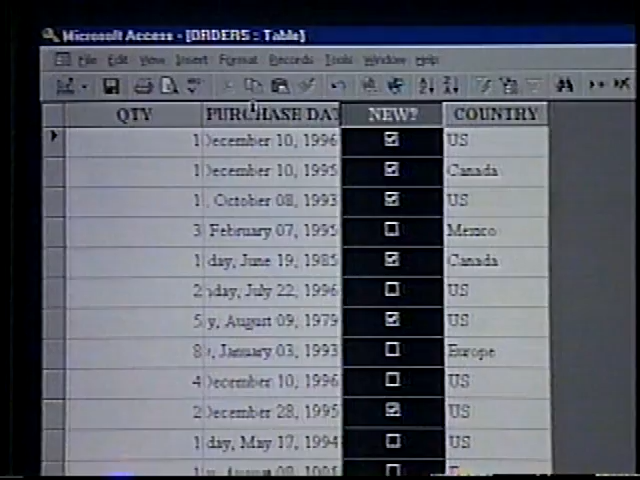 Microsoft Access - [ORDERS : Table]
File Edit View Insert Format Records Tools Window Help
QTY PURCHASE DAT NEW? COUNTRY
1 December 10, 1996 US
1 December 10, 1995 Canada
1 , October 08, 1993 US
3 February 07, 1995 Mexico
1 day, June 19, 1985 Canada
2 nday, July 22, 1996 US
5 y, August 09, 1979 US
8 , January 03, 1993 Europe
4 December 10, 1996 US
2 December 28, 1995 US
1 day, May 17, 1994 US
August 08,